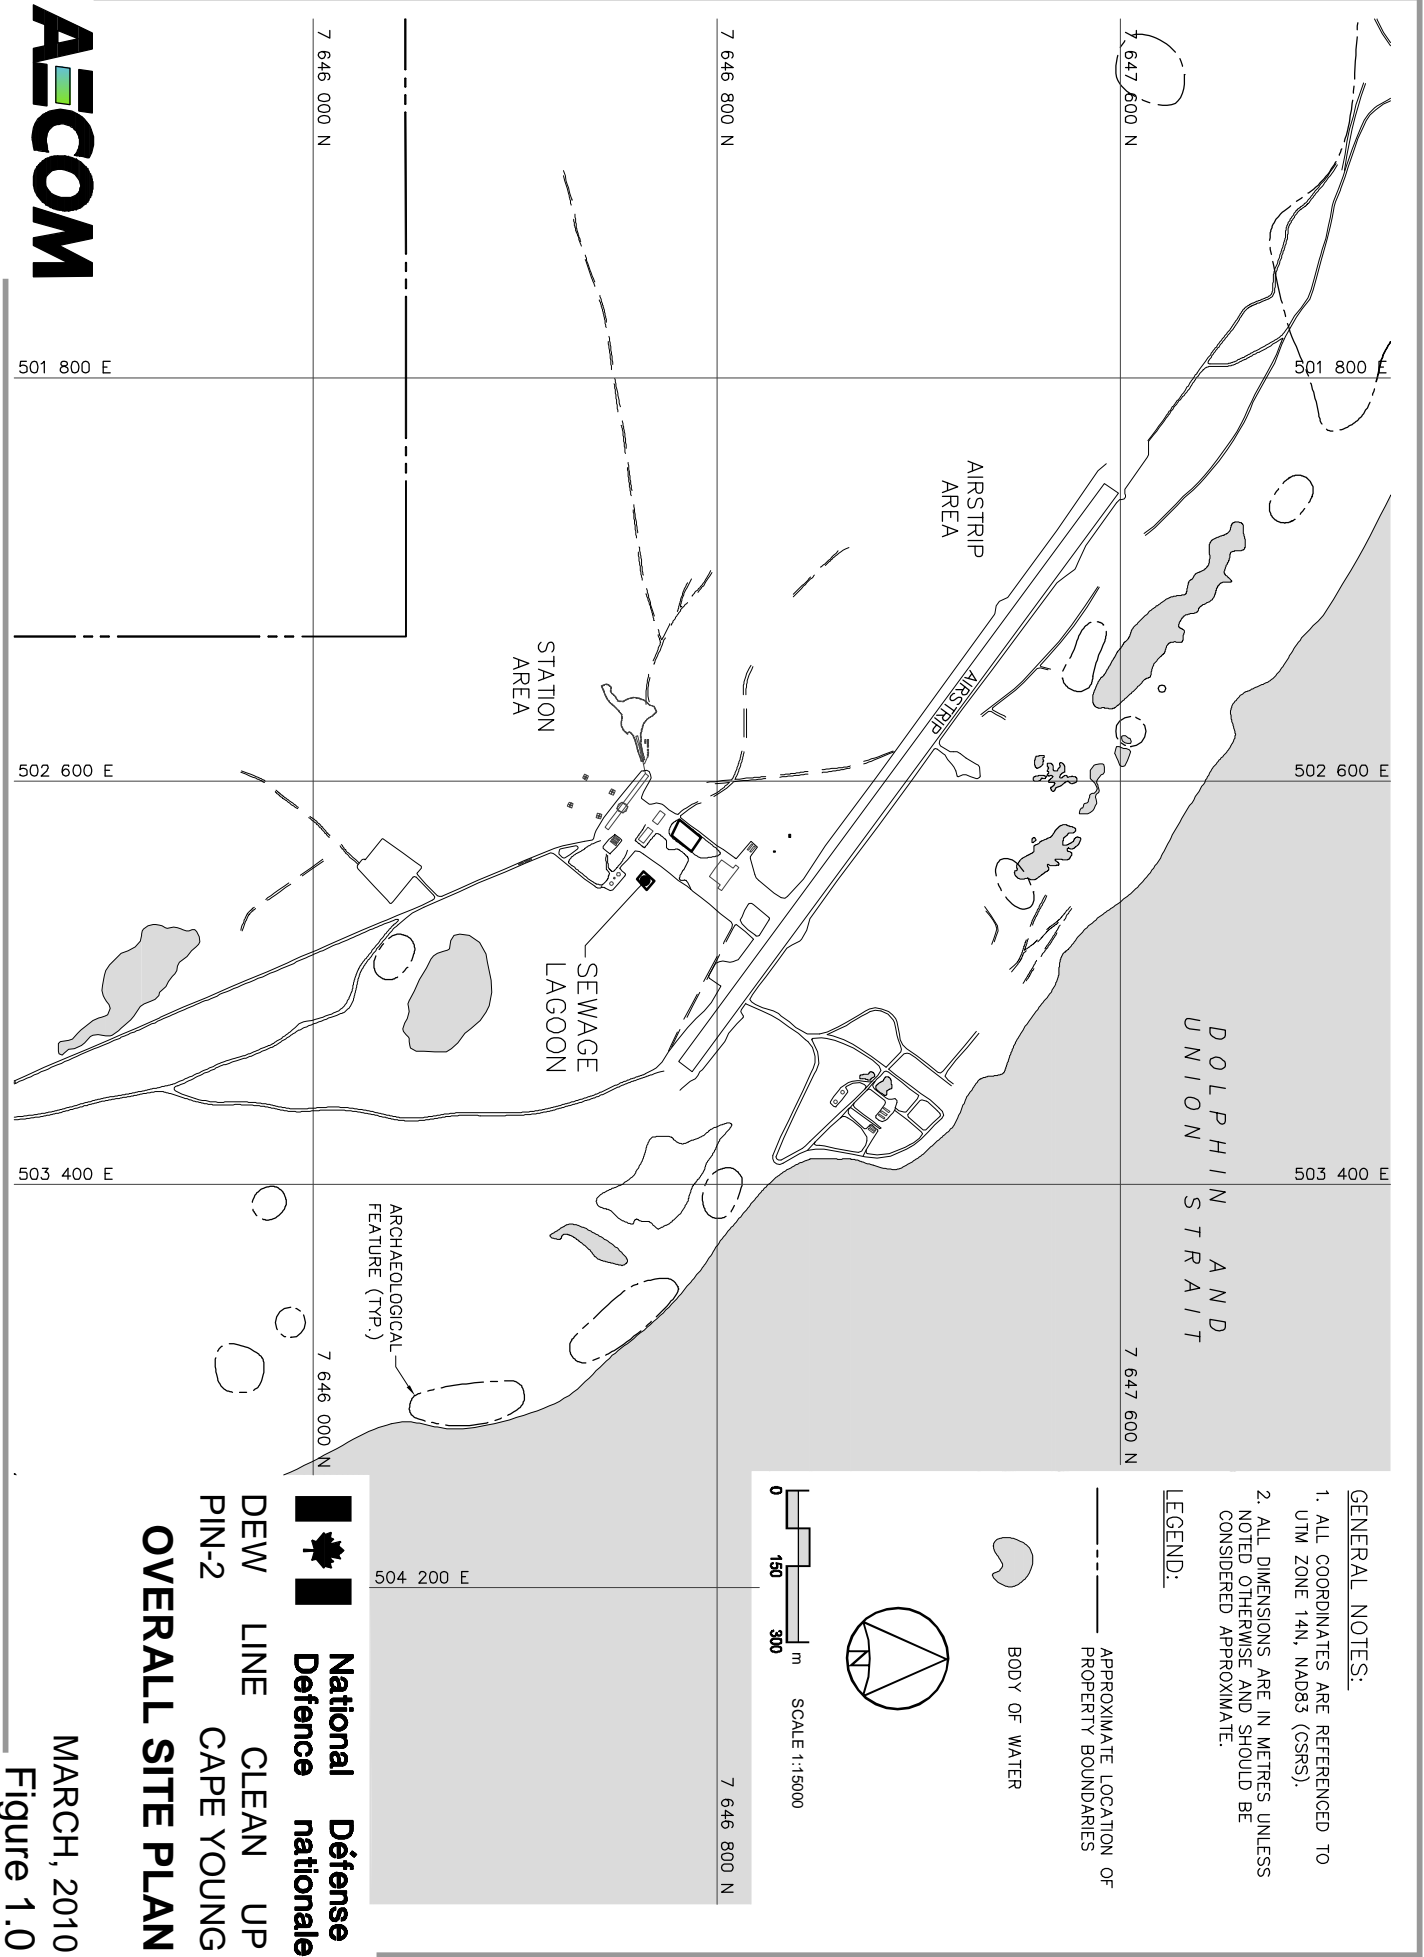 GENERAL NOTES:
1. ALL COORDINATES ARE REFERENCED TO
UTM ZONE 14N, NAD83 (CSRS).
2. ALL DIMENSIONS ARE IN METRES UNLESS
NOTED OTHERWISE AND SHOULD BE
CONSIDERED APPROXIMATE.
LEGEND:
APPROXIMATE LOCATION OF
PROPERTY BOUNDARIES
BODY OF WATER
N
0 150 300 m
SCALE 1:15000
7 647 600 N
7 647 600 N
7 646 800 N
7 646 800 N
7 646 000 N
7 646 000 N
501 800 E
501 800 E
502 600 E
502 600 E
503 400 E
503 400 E
504 200 E
DOLPHIN AND
UNION STRAIT
AIRSTRIP
AREA
AIRSTRIP
STATION
AREA
SEWAGE
LAGOON
ARCHAEOLOGICAL
FEATURE (TYP.)
National Défense
Defence nationale
DEW LINE CLEAN UP
PIN-2 CAPE YOUNG
OVERALL SITE PLAN
AECOM
MARCH, 2010
Figure 1.0